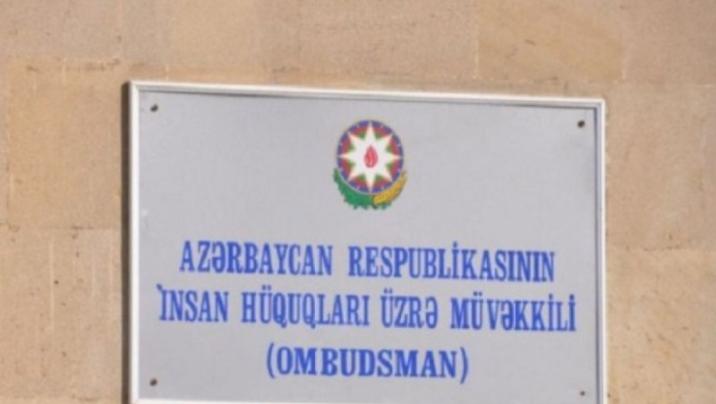 AZƏRBAYCAN RESPUBLİKASININ
İNSAN HÜQUQLARI ÜZRƏ MÜVƏKKİLİ
(OMBUDSMAN)